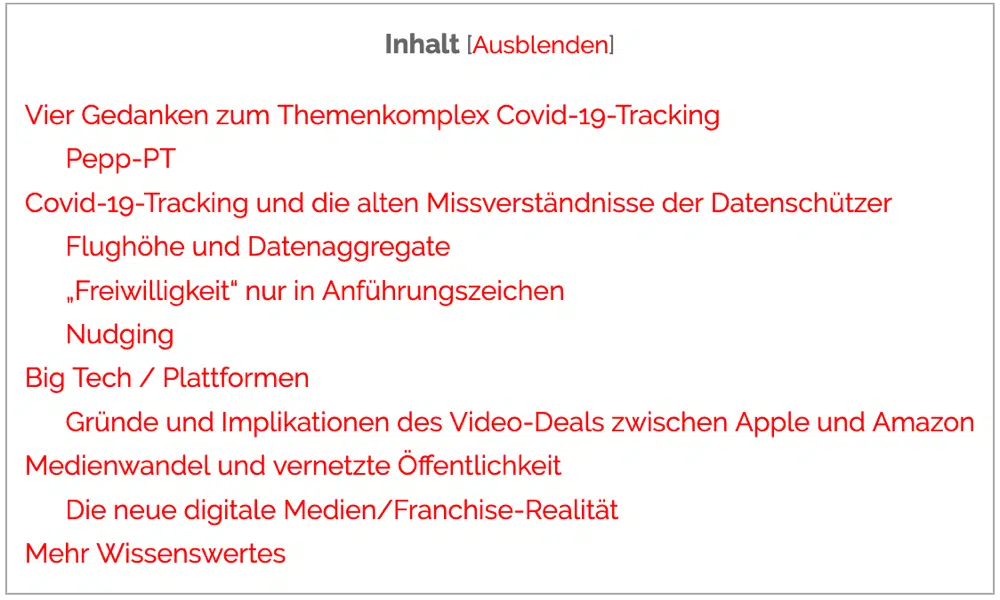 Inhalt [Ausblenden]
Vier Gedanken zum Themenkomplex Covid-19-Tracking
Pepp-PT
Covid-19-Tracking und die alten Missverständnisse der Datenschützer
Flughöhe und Datenaggregate
„Freiwilligkeit“ nur in Anführungszeichen
Nudging
Big Tech / Plattformen
Gründe und Implikationen des Video-Deals zwischen Apple und Amazon
Medienwandel und vernetzte Öffentlichkeit
Die neue digitale Medien/Franchise-Realität
Mehr Wissenswertes